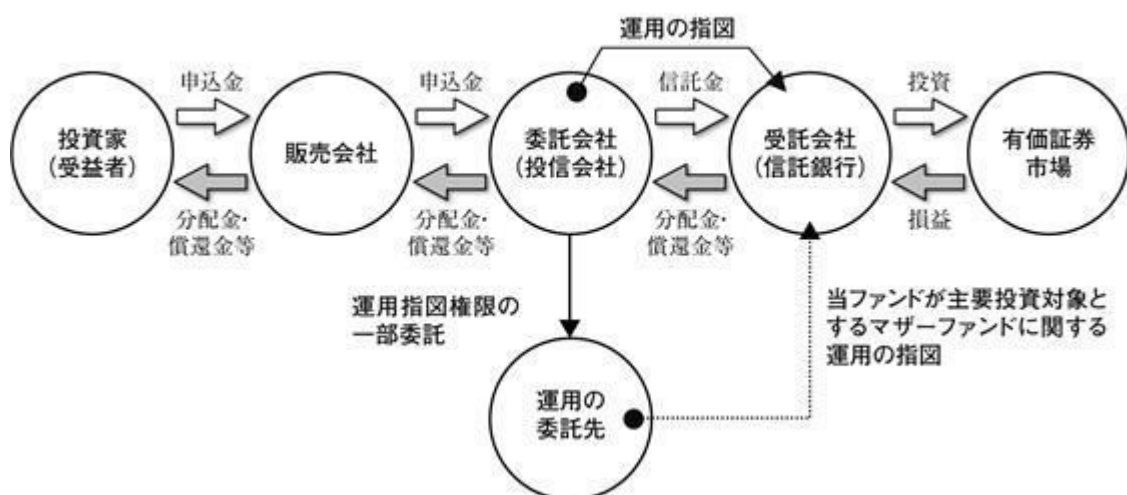 運用の指図
申込金
申込金
信託金
投資
投資家
(受益者)
販売会社
委託会社
(投信会社)
受託会社
(信託銀行)
有価証券
市場
分配金・
償還金等
分配金・
償還金等
分配金・
償還金等
損益
運用指図権限の
一部委託
当ファンドが主要投資対象と
するマザーファンドに関する
運用の指図
運用の
委託先